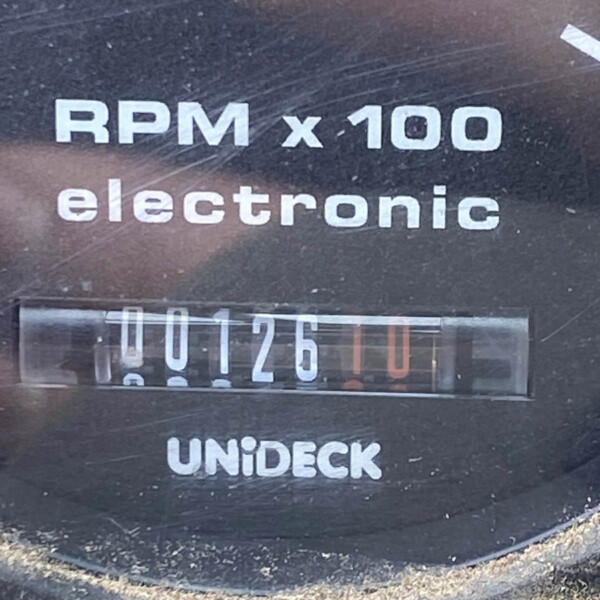 RPM x 100
electronic
0012610
UNiDECK